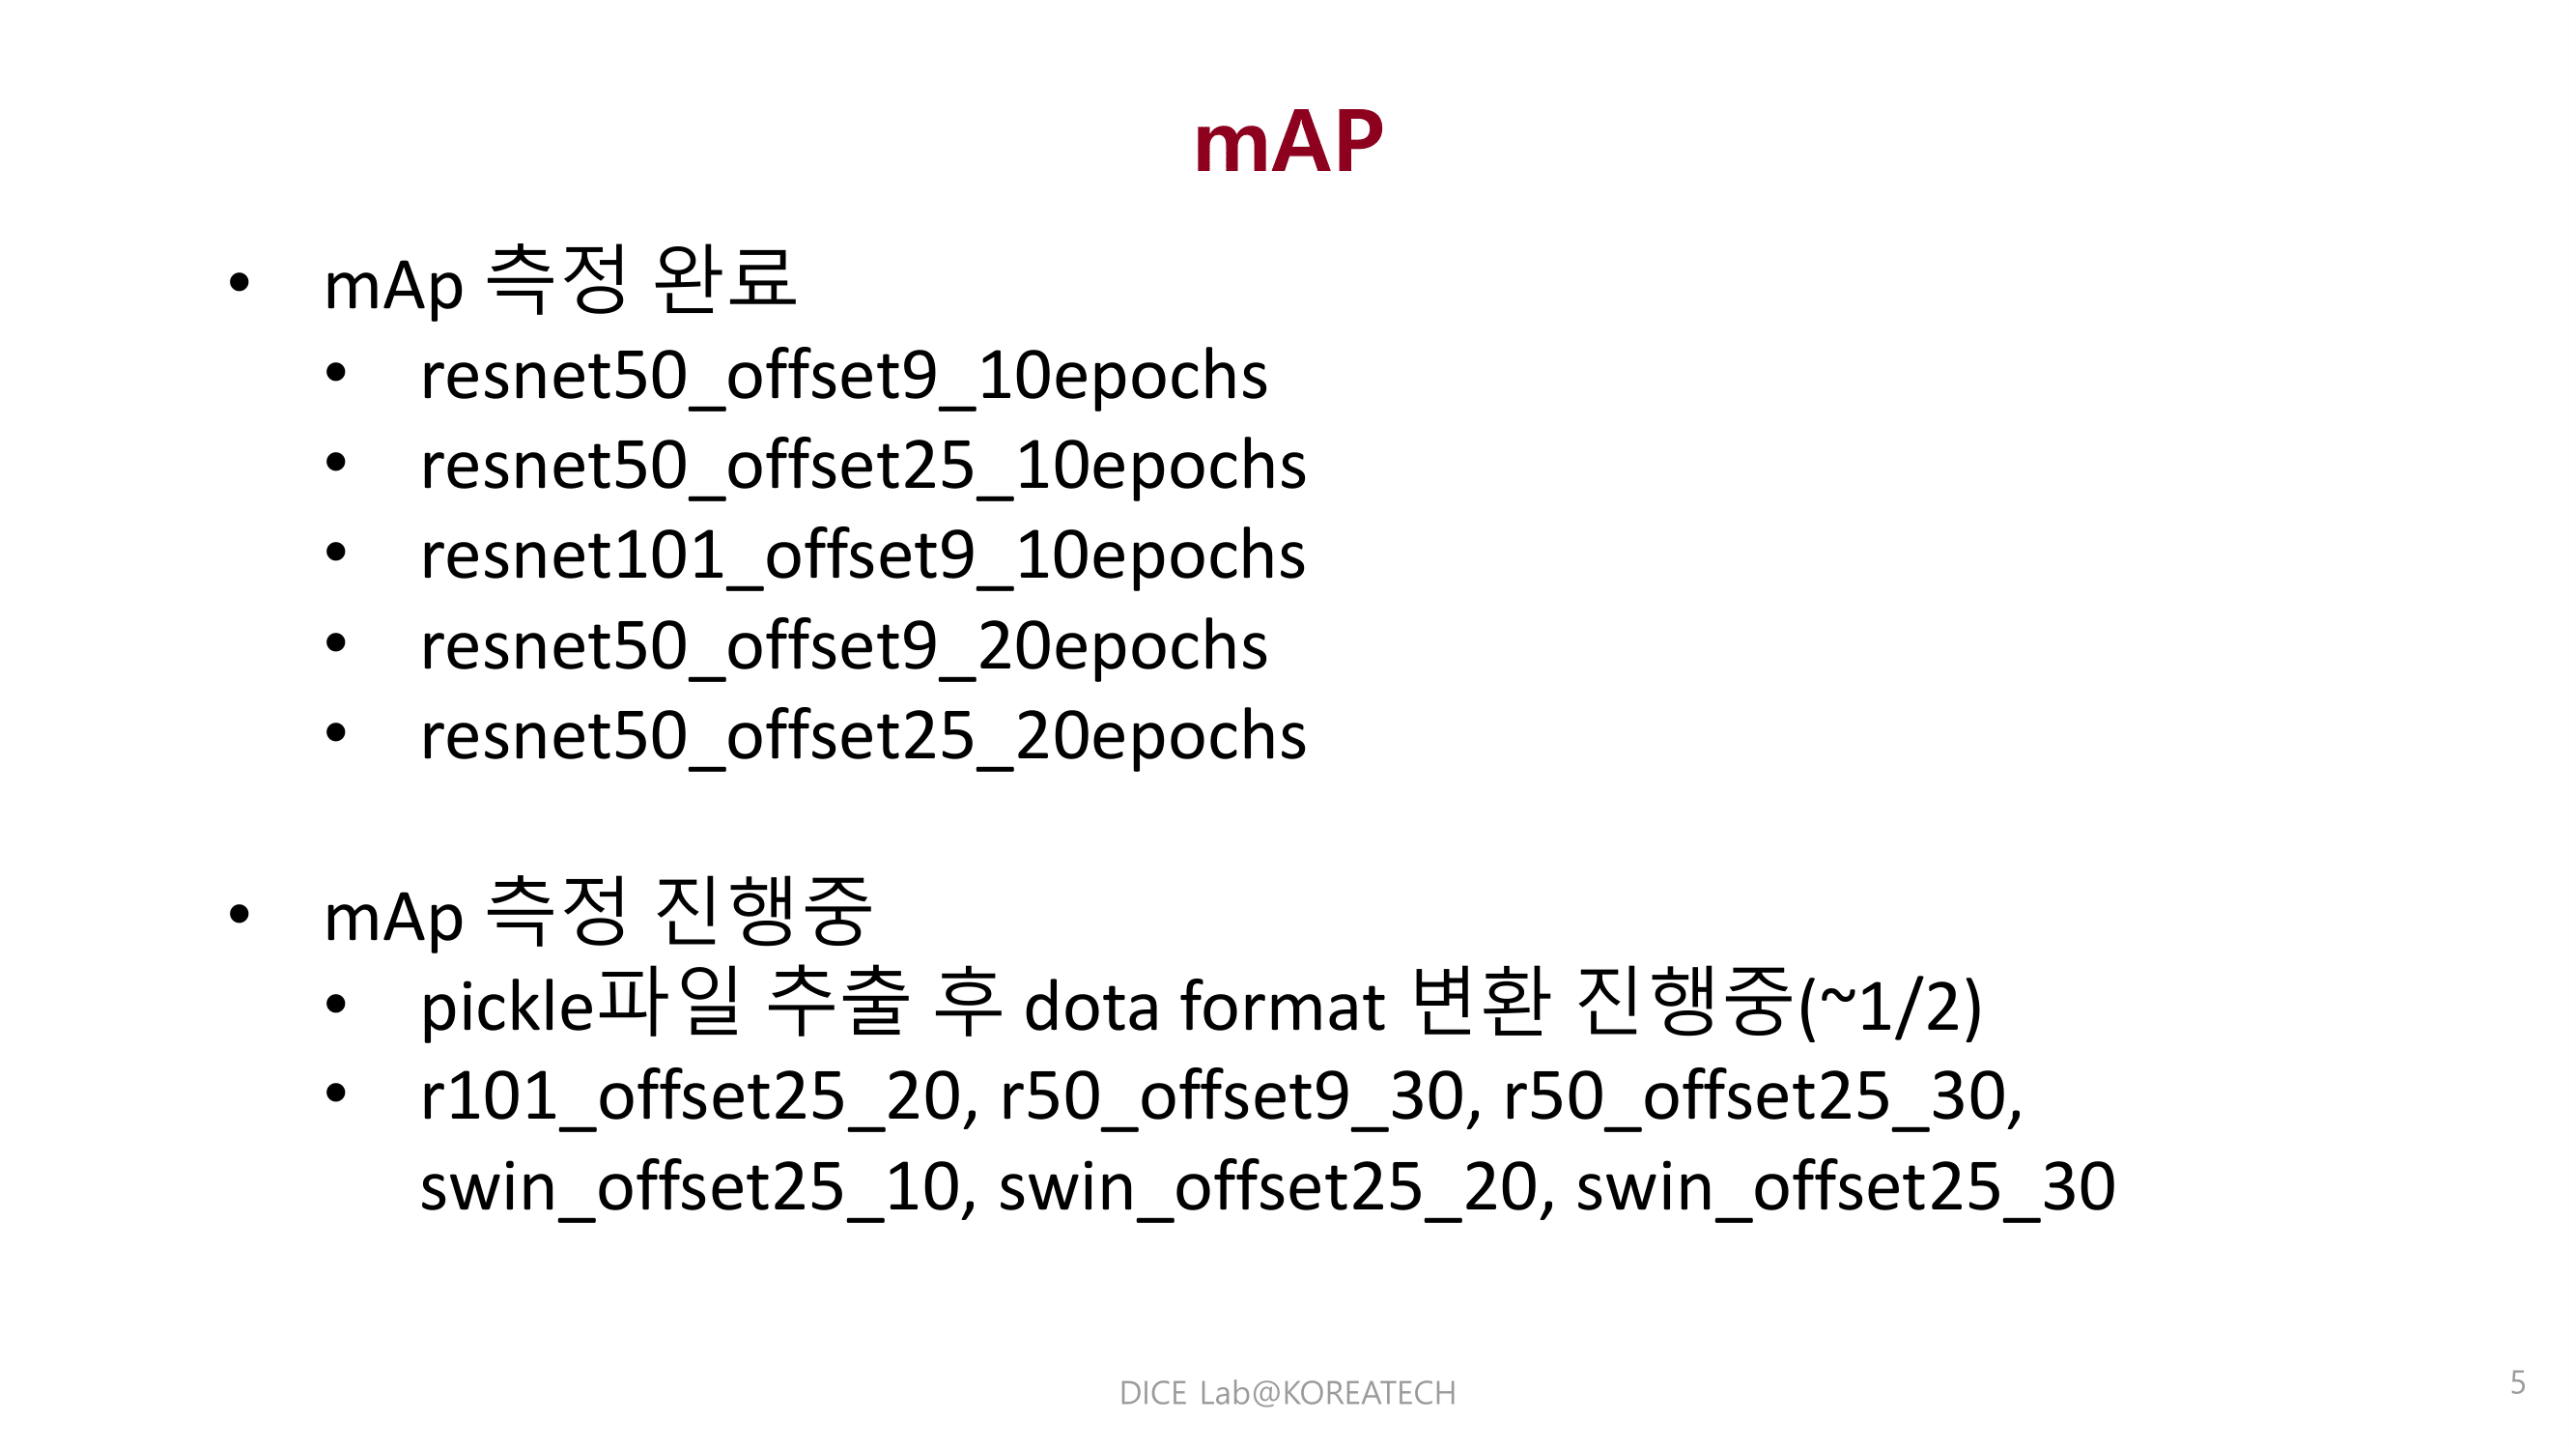 mAP
• mAp 측정 완료
• resnet50_offset9_10epochs
• resnet50_offset25_10epochs
• resnet101_offset9_10epochs
• resnet50_offset9_20epochs
• resnet50_offset25_20epochs
• mAp 측정 진행중
• pickle파일 추출 후 dota format 변환 진행중(~1/2)
• r101_offset25_20, r50_offset9_30, r50_offset25_30,
swin_offset25_10, swin_offset25_20, swin_offset25_30
DICE Lab@KOREATECH
5